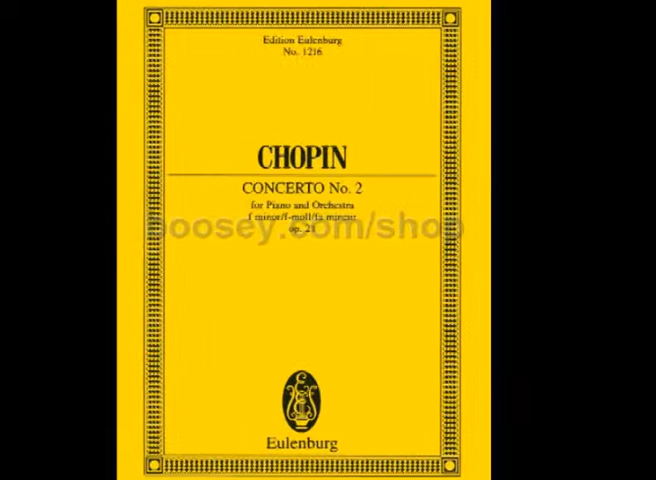 Edition Eulenburg
No. 1216
CHOPIN
CONCERTO No. 2
for Piano and Orchestra
f minor/f-moll/fa mineur
op. 21
boosey.com/shop
Eulenburg